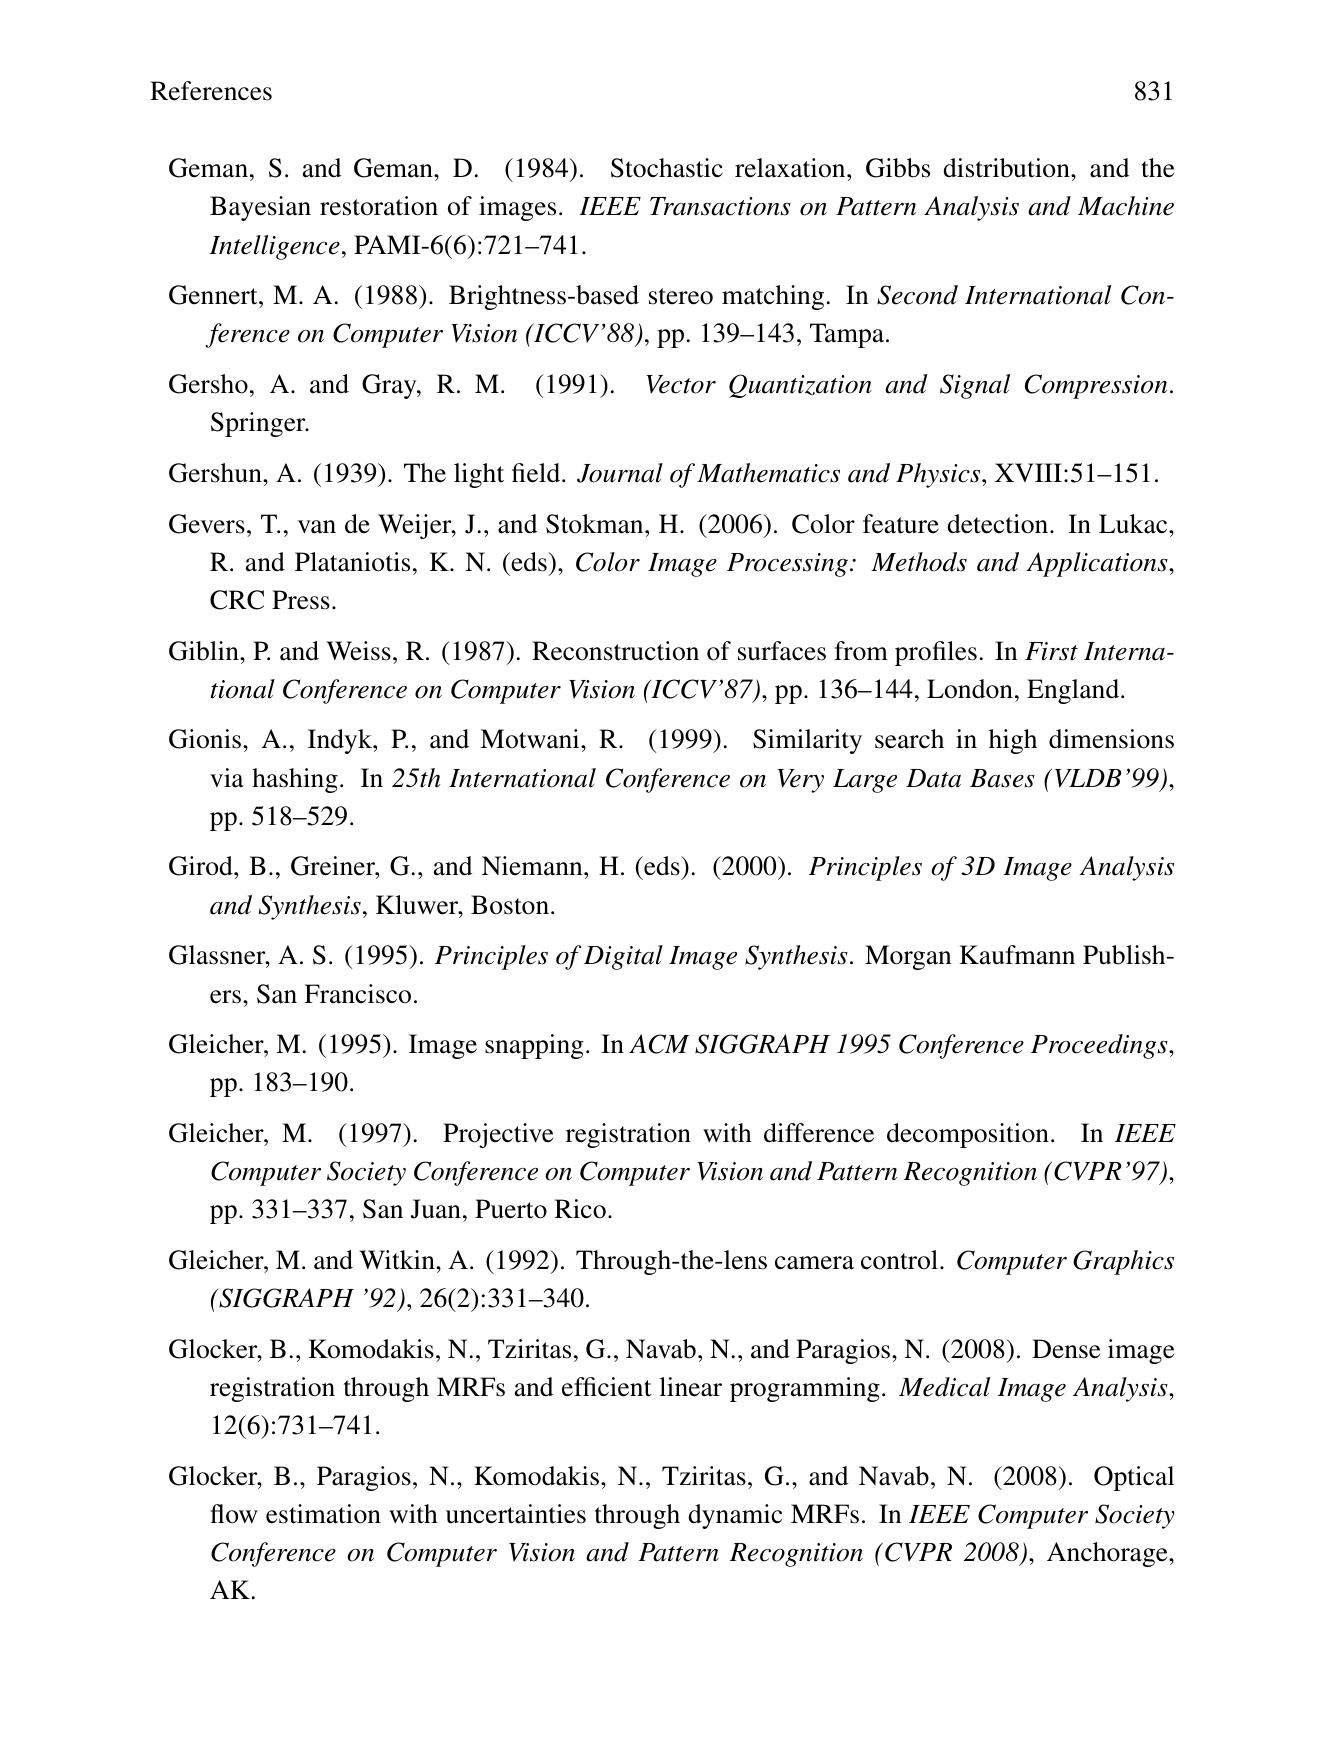 References 831
Geman, S. and Geman, D. (1984). Stochastic relaxation, Gibbs distribution, and the
Bayesian restoration of images. IEEE Transactions on Pattern Analysis and Machine
Intelligence, PAMI-6(6):721–741.
Gennert, M. A. (1988). Brightness-based stereo matching. In Second International Con-
ference on Computer Vision (ICCV’88), pp. 139–143, Tampa.
Gersho, A. and Gray, R. M. (1991). Vector Quantization and Signal Compression.
Springer.
Gershun, A. (1939). The light field. Journal of Mathematics and Physics, XVIII:51–151.
Gevers, T., van de Weijer, J., and Stokman, H. (2006). Color feature detection. In Lukac,
R. and Plataniotis, K. N. (eds), Color Image Processing: Methods and Applications,
CRC Press.
Giblin, P. and Weiss, R. (1987). Reconstruction of surfaces from profiles. In First Interna-
tional Conference on Computer Vision (ICCV’87), pp. 136–144, London, England.
Gionis, A., Indyk, P., and Motwani, R. (1999). Similarity search in high dimensions
via hashing. In 25th International Conference on Very Large Data Bases (VLDB’99),
pp. 518–529.
Girod, B., Greiner, G., and Niemann, H. (eds). (2000). Principles of 3D Image Analysis
and Synthesis, Kluwer, Boston.
Glassner, A. S. (1995). Principles of Digital Image Synthesis. Morgan Kaufmann Publish-
ers, San Francisco.
Gleicher, M. (1995). Image snapping. In ACM SIGGRAPH 1995 Conference Proceedings,
pp. 183–190.
Gleicher, M. (1997). Projective registration with difference decomposition. In IEEE
Computer Society Conference on Computer Vision and Pattern Recognition (CVPR’97),
pp. 331–337, San Juan, Puerto Rico.
Gleicher, M. and Witkin, A. (1992). Through-the-lens camera control. Computer Graphics
(SIGGRAPH ’92), 26(2):331–340.
Glocker, B., Komodakis, N., Tziritas, G., Navab, N., and Paragios, N. (2008). Dense image
registration through MRFs and efficient linear programming. Medical Image Analysis,
12(6):731–741.
Glocker, B., Paragios, N., Komodakis, N., Tziritas, G., and Navab, N. (2008). Optical
flow estimation with uncertainties through dynamic MRFs. In IEEE Computer Society
Conference on Computer Vision and Pattern Recognition (CVPR 2008), Anchorage,
AK.